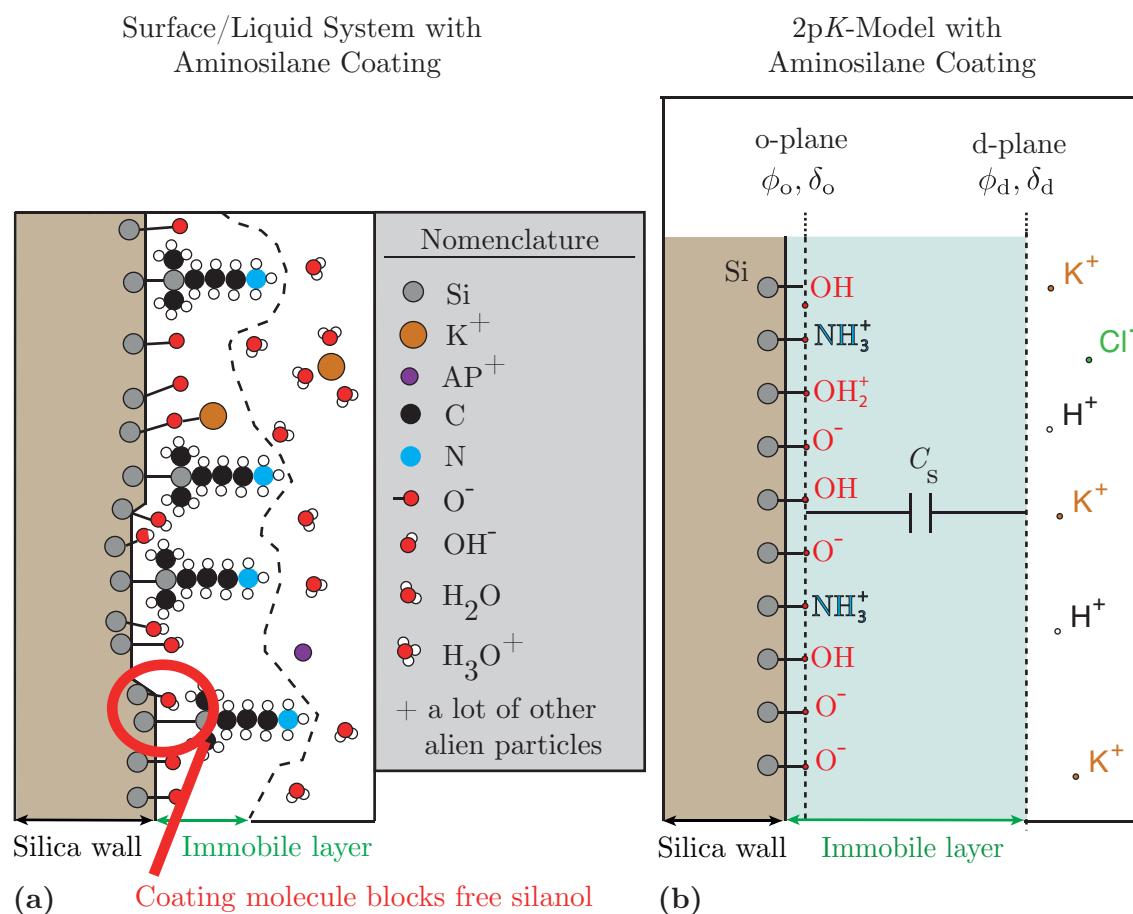 Surface/Liquid System with
Aminosilane Coating
Nomenclature
Si
K+
AP+
C
N
O-
OH-
H2O
H3O+
+ a lot of other
alien particles
Silica wall
Immobile layer
(a)
Coating molecule blocks free silanol
2pK-Model with
Aminosilane Coating
o-plane
ϕo, δo
d-plane
ϕd, δd
Si
OH
NH3+
OH2+
O-
OH
O-
NH3+
OH
O-
O-
Cs
K+
Cl-
H+
K+
H+
K+
Silica wall
Immobile layer
(b)